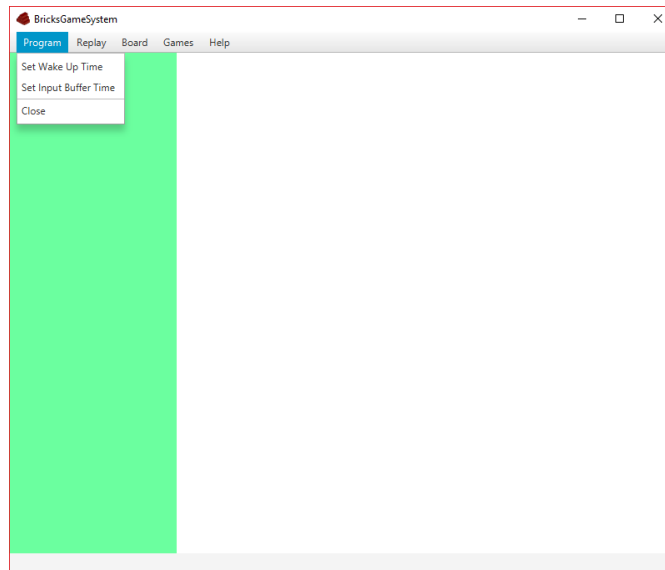 BricksGameSystem
Program Replay Board Games Help
Set Wake Up Time
Set Input Buffer Time
Close